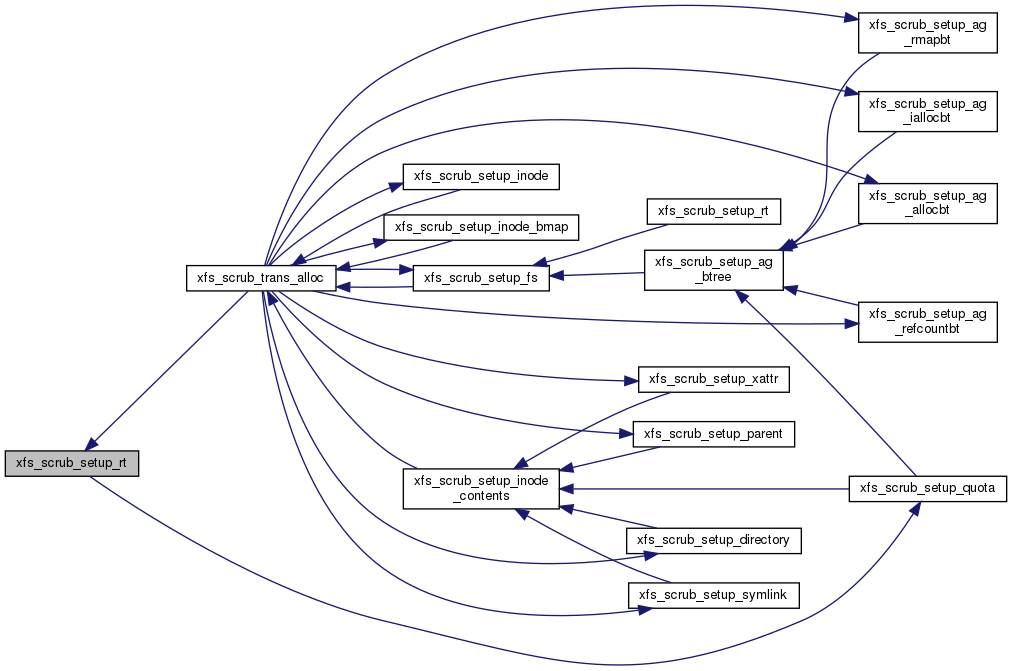 xfs_scrub_setup_ag
_rmapbt
xfs_scrub_setup_ag
_iallocbt
xfs_scrub_setup_inode
xfs_scrub_setup_ag
_allocbt
xfs_scrub_setup_rt
xfs_scrub_setup_inode_bmap
xfs_scrub_setup_ag
_btree
xfs_scrub_trans_alloc
xfs_scrub_setup_fs
xfs_scrub_setup_ag
_refcountbt
xfs_scrub_setup_xattr
xfs_scrub_setup_parent
xfs_scrub_setup_rt
xfs_scrub_setup_inode
_contents
xfs_scrub_setup_quota
xfs_scrub_setup_directory
xfs_scrub_setup_symlink